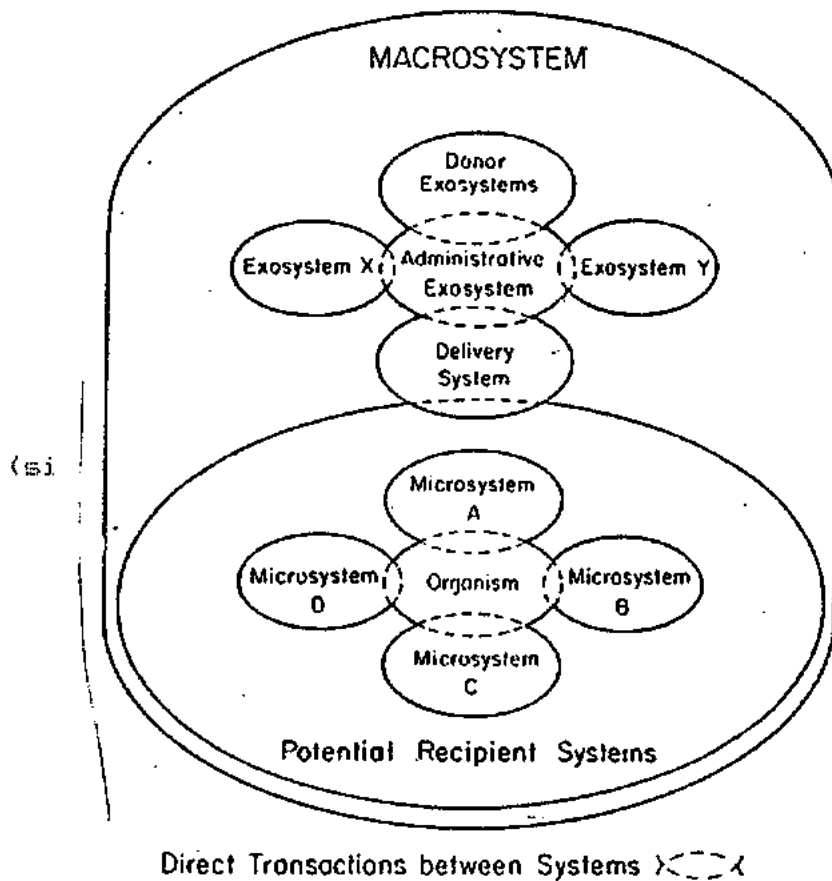 MACROSYSTEM
Donor
Exosystems
Exosystem X
Administrative
Exosystem
Exosystem Y
Delivery
System
(si
Microsystem
A
Microsystem
D
Organism
Microsystem
B
Microsystem
C
Potential Recipient Systems
Direct Transactions between Systems